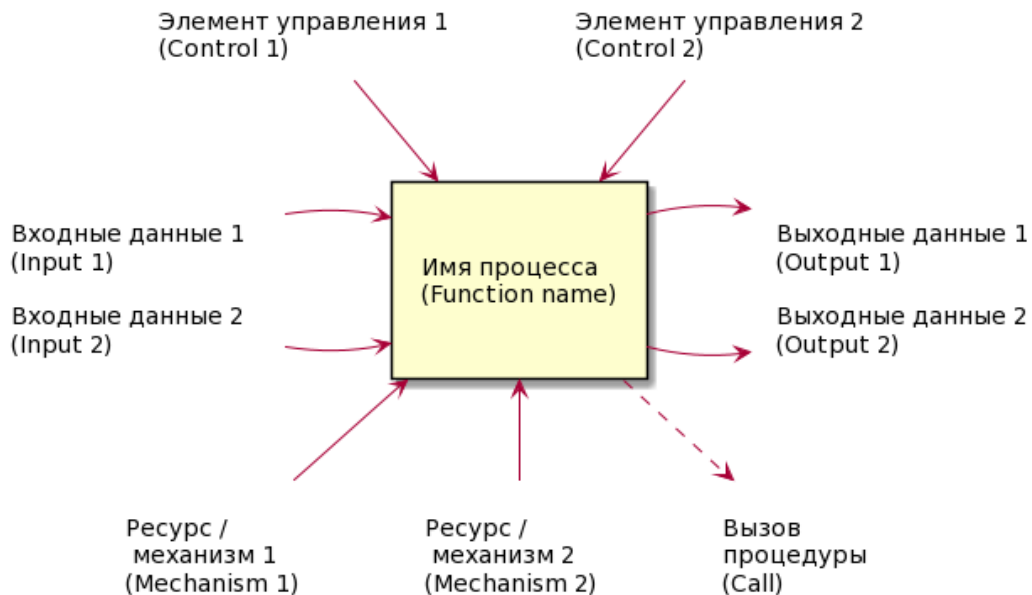 Элемент управления 1
(Control 1)
Элемент управления 2
(Control 2)
Входные данные 1
(Input 1)
Входные данные 2
(Input 2)
Имя процесса
(Function name)
Выходные данные 1
(Output 1)
Выходные данные 2
(Output 2)
Ресурс /
механизм 1
(Mechanism 1)
Ресурс /
механизм 2
(Mechanism 2)
Вызов
процедуры
(Call)